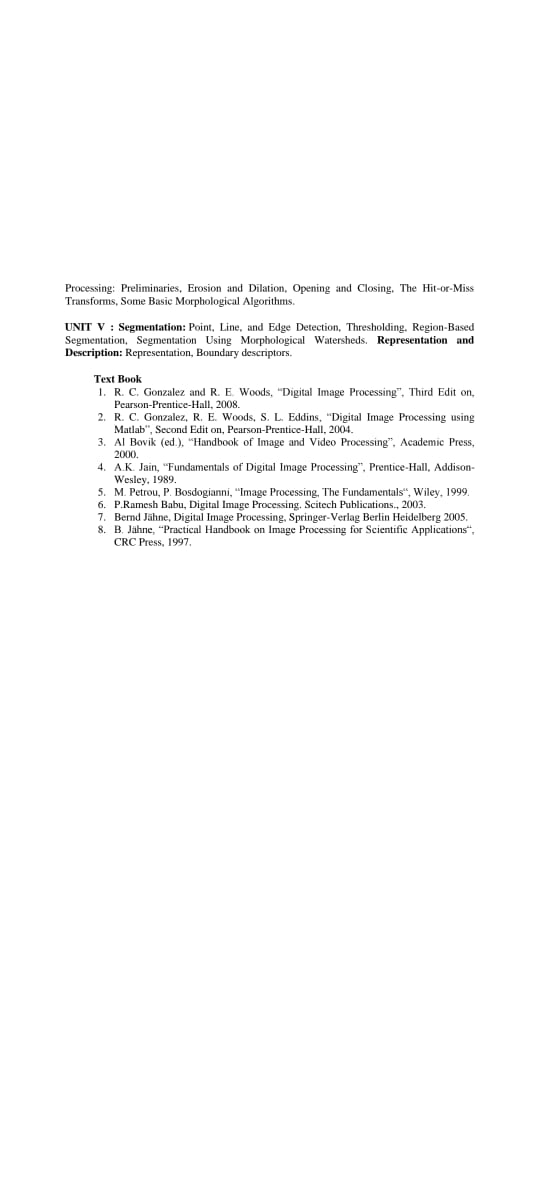 Processing: Preliminaries, Erosion and Dilation, Opening and Closing, The Hit-or-Miss
Transforms, Some Basic Morphological Algorithms.
UNIT V : Segmentation: Point, Line, and Edge Detection, Thresholding, Region-Based
Segmentation, Segmentation Using Morphological Watersheds. Representation and
Description: Representation, Boundary descriptors.
Text Book
1. R. C. Gonzalez and R. E. Woods, “Digital Image Processing”, Third Edit on,
Pearson-Prentice-Hall, 2008.
2. R. C. Gonzalez, R. E. Woods, S. L. Eddins, “Digital Image Processing using
Matlab”, Second Edit on, Pearson-Prentice-Hall, 2004.
3. Al Bovik (ed.), “Handbook of Image and Video Processing”, Academic Press,
2000.
4. A.K. Jain, “Fundamentals of Digital Image Processing”, Prentice-Hall, Addison-
Wesley, 1989.
5. M. Petrou, P. Bosdogianni, “Image Processing, The Fundamentals“, Wiley, 1999.
6. P.Ramesh Babu, Digital Image Processing. Scitech Publications., 2003.
7. Bernd Jähne, Digital Image Processing, Springer-Verlag Berlin Heidelberg 2005.
8. B. Jähne, “Practical Handbook on Image Processing for Scientific Applications“,
CRC Press, 1997.